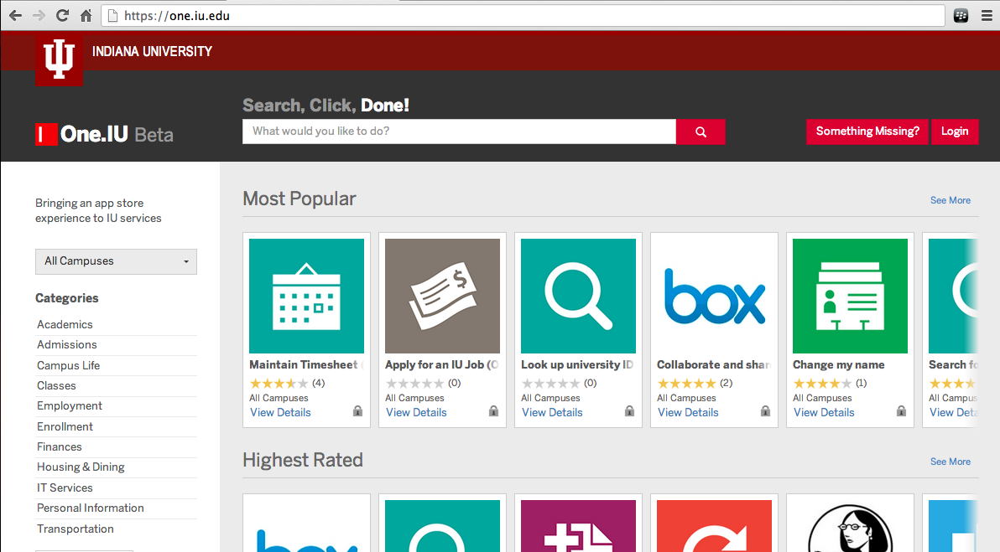 https://one.iu.edu
INDIANA UNIVERSITY
One.IU Beta
Search, Click, Done!
What would you like to do?
Something Missing?
Login
Bringing an app store
experience to IU services
All Campuses
Categories
Academics
Admissions
Campus Life
Classes
Employment
Enrollment
Finances
Housing & Dining
IT Services
Personal Information
Transportation
Most Popular
See More
Maintain Timesheet (
(4)
All Campuses
View Details
$
Apply for an IU Job (O
(0)
All Campuses
View Details
Look up university ID
(0)
All Campuses
View Details
box
Collaborate and shar
(2)
All Campuses
View Details
Change my name
(1)
All Campuses
View Details
Search fo
All Campus
View Deta
Highest Rated
See More
box